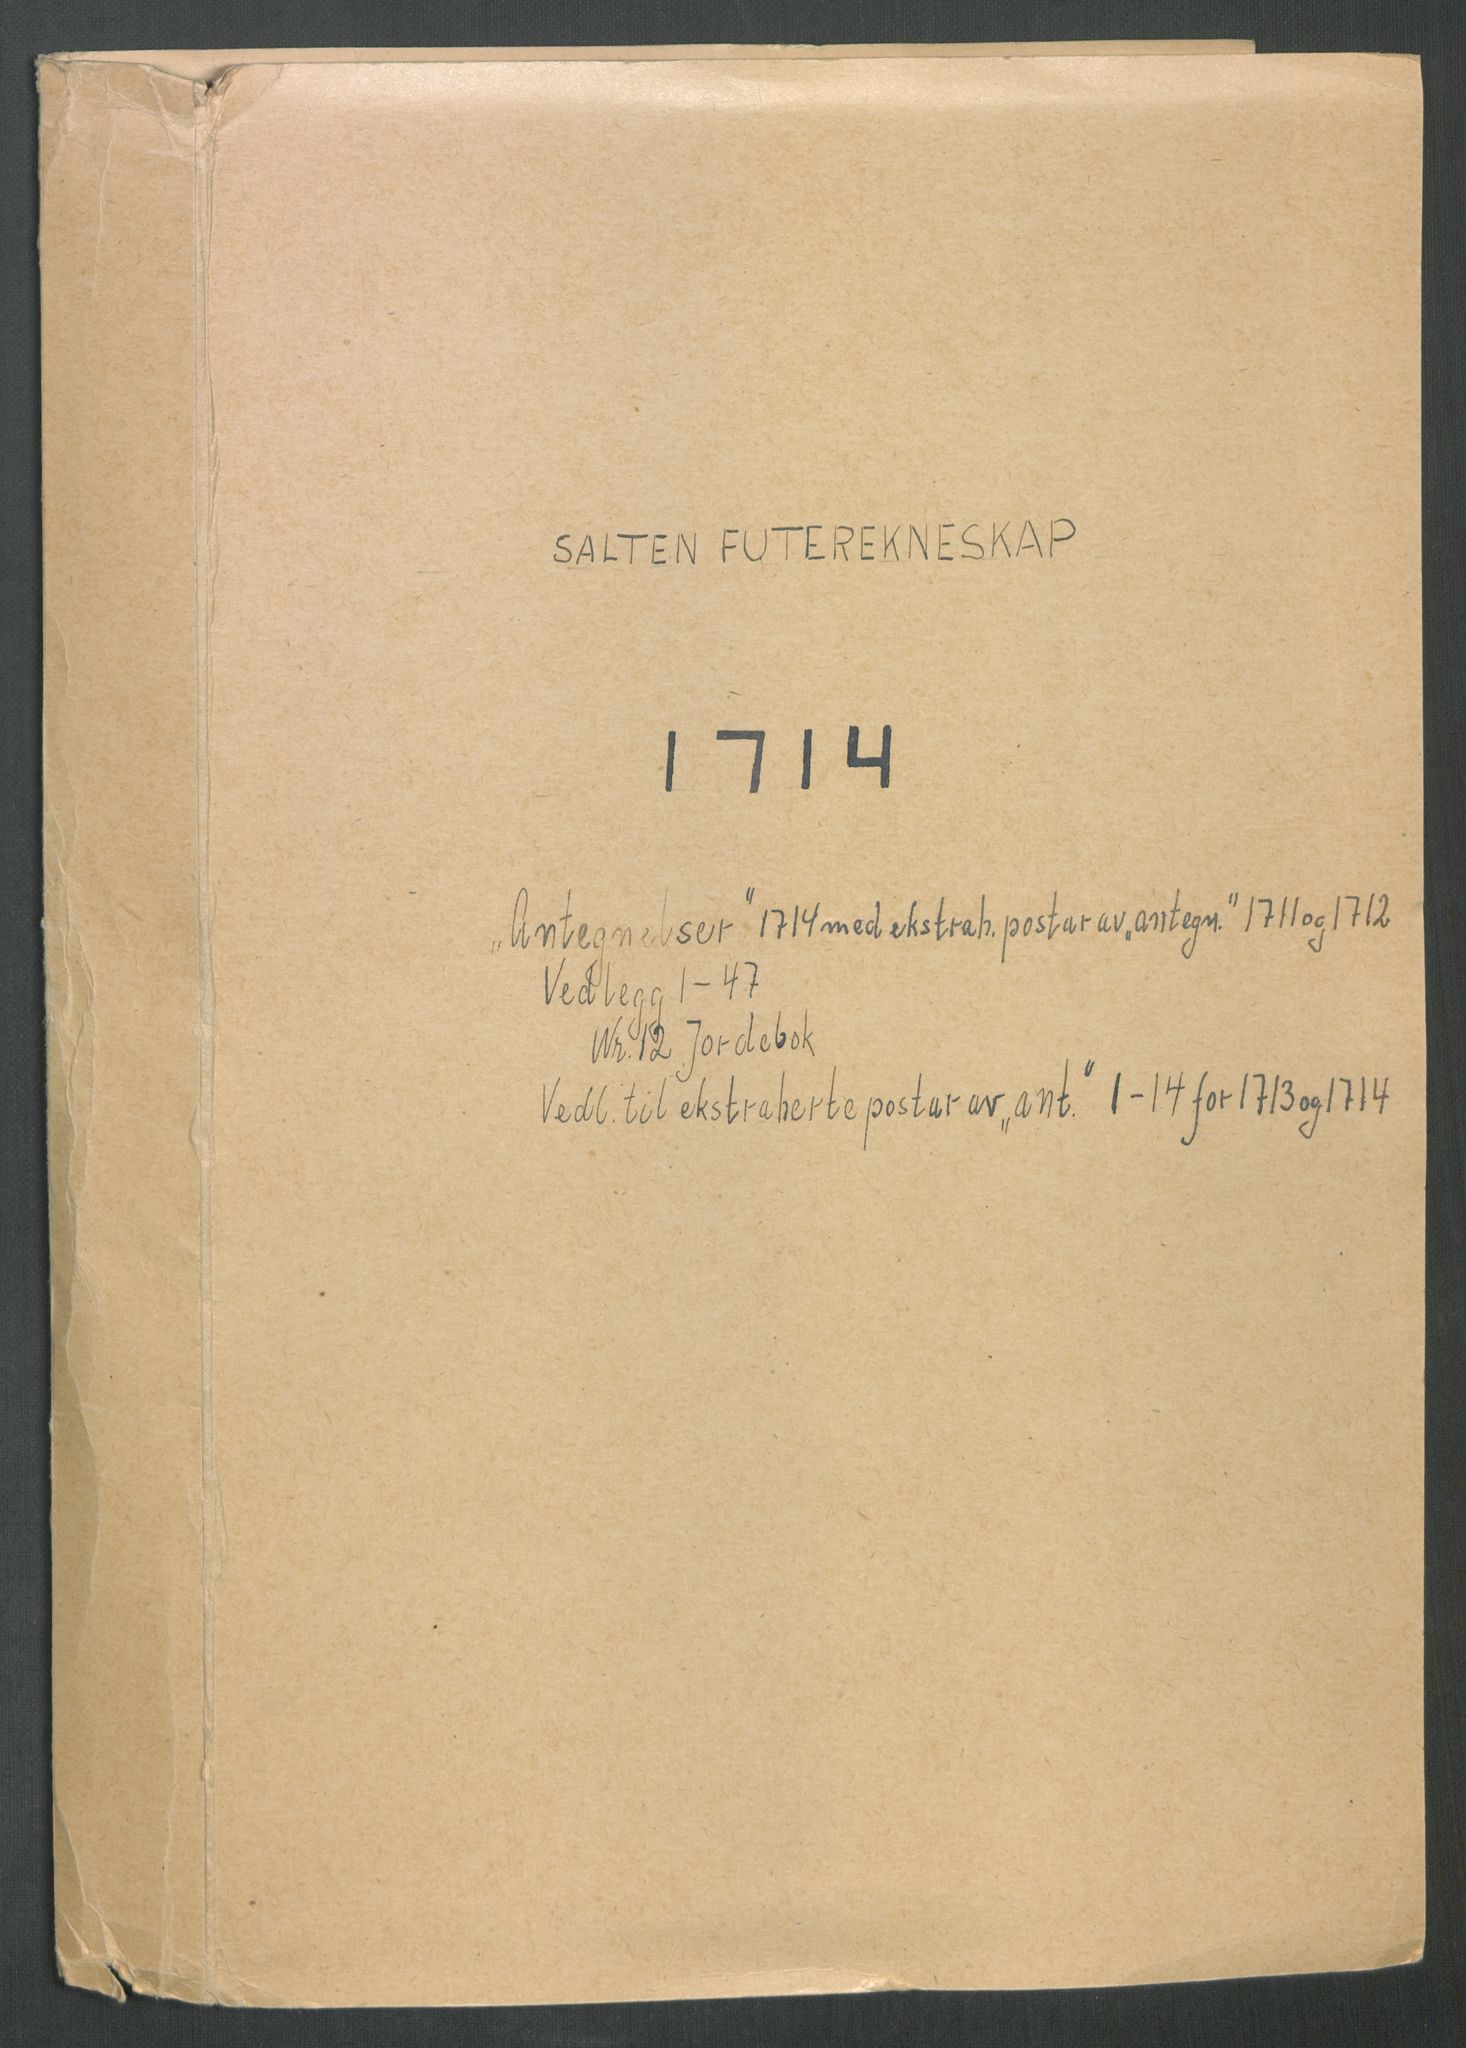 SALTEN FUTEREKNESKAP
1714
„Antegnelser" 1714 med ekstrah. postar av „antegn." 1711 og 1712
Vedlegg 1-47
Nr. 12 Jordebok
Vedl. til ekstraherte postar av „ant." 1-14 for 1713 og 1714